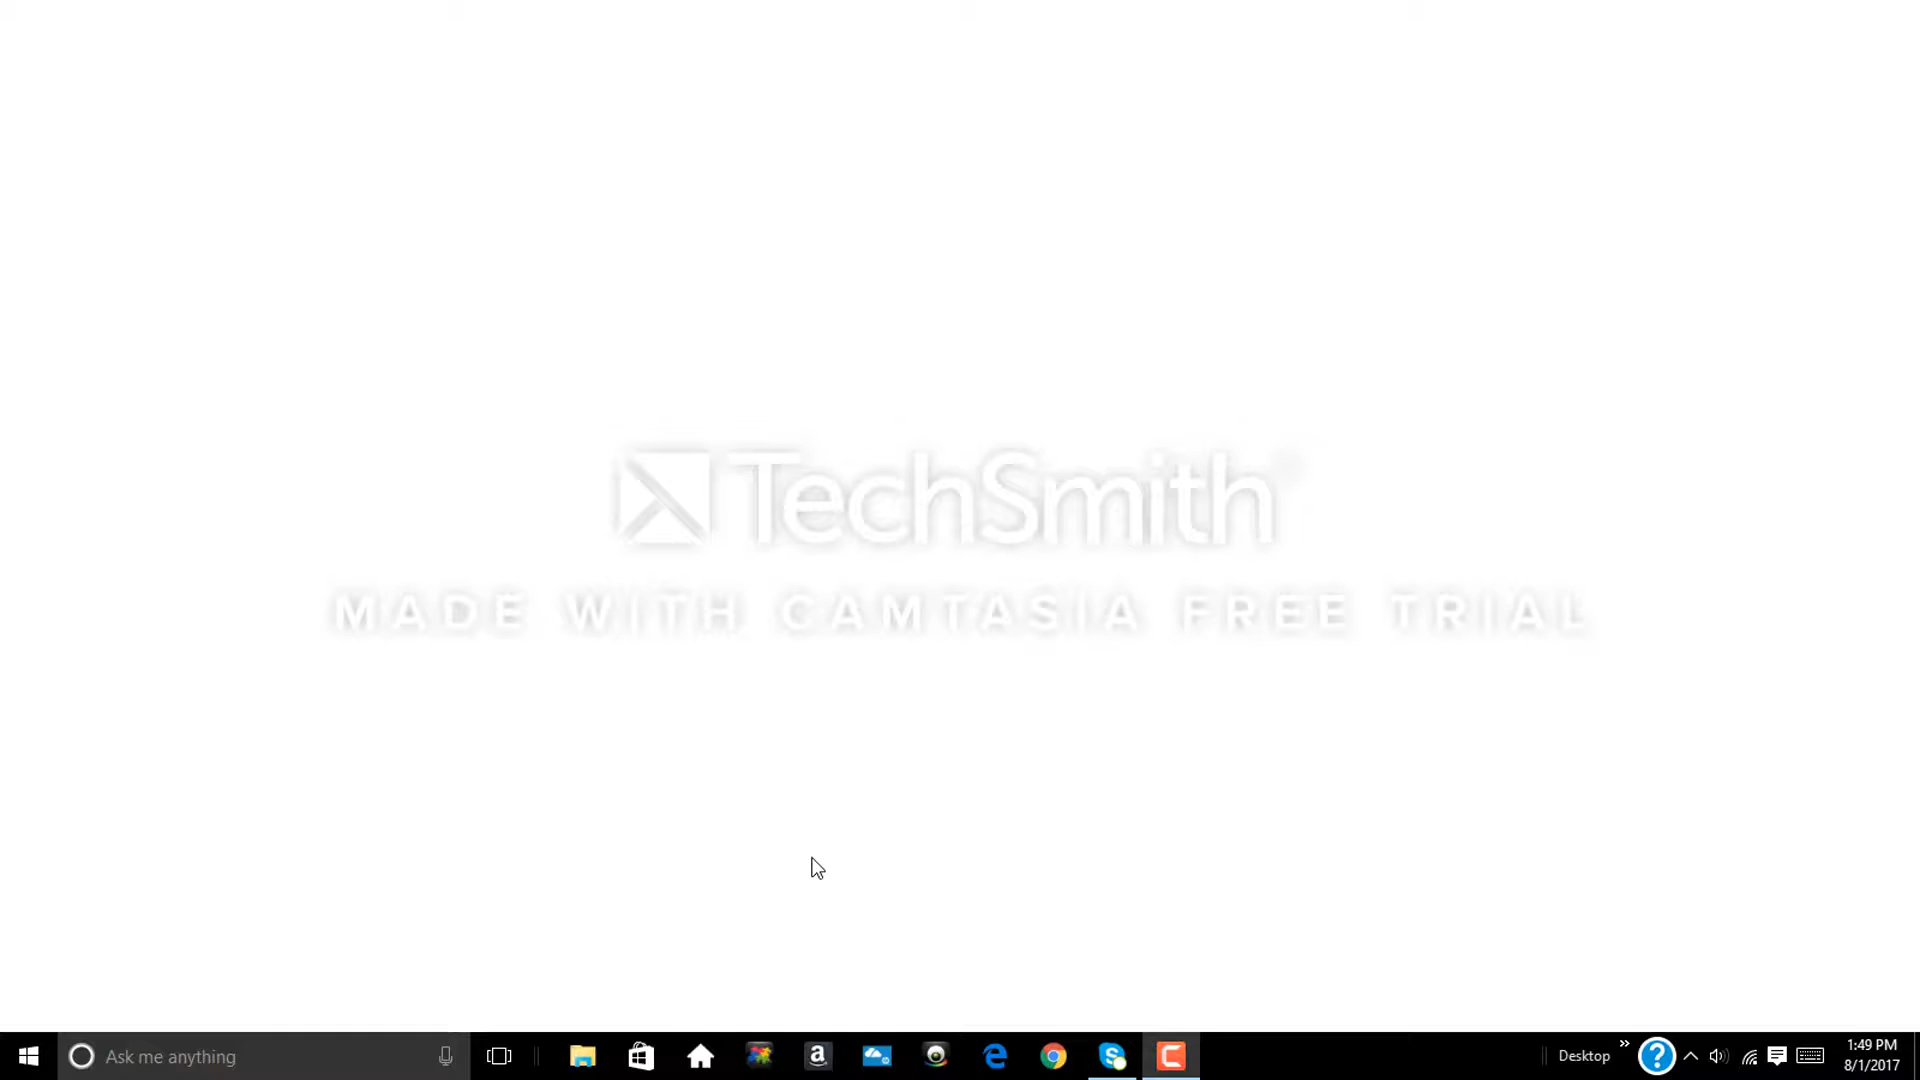 TechSmith
MADE WITH CAMTASIA FREE TRIAL
Ask me anything
Desktop
1:49 PM
8/1/2017